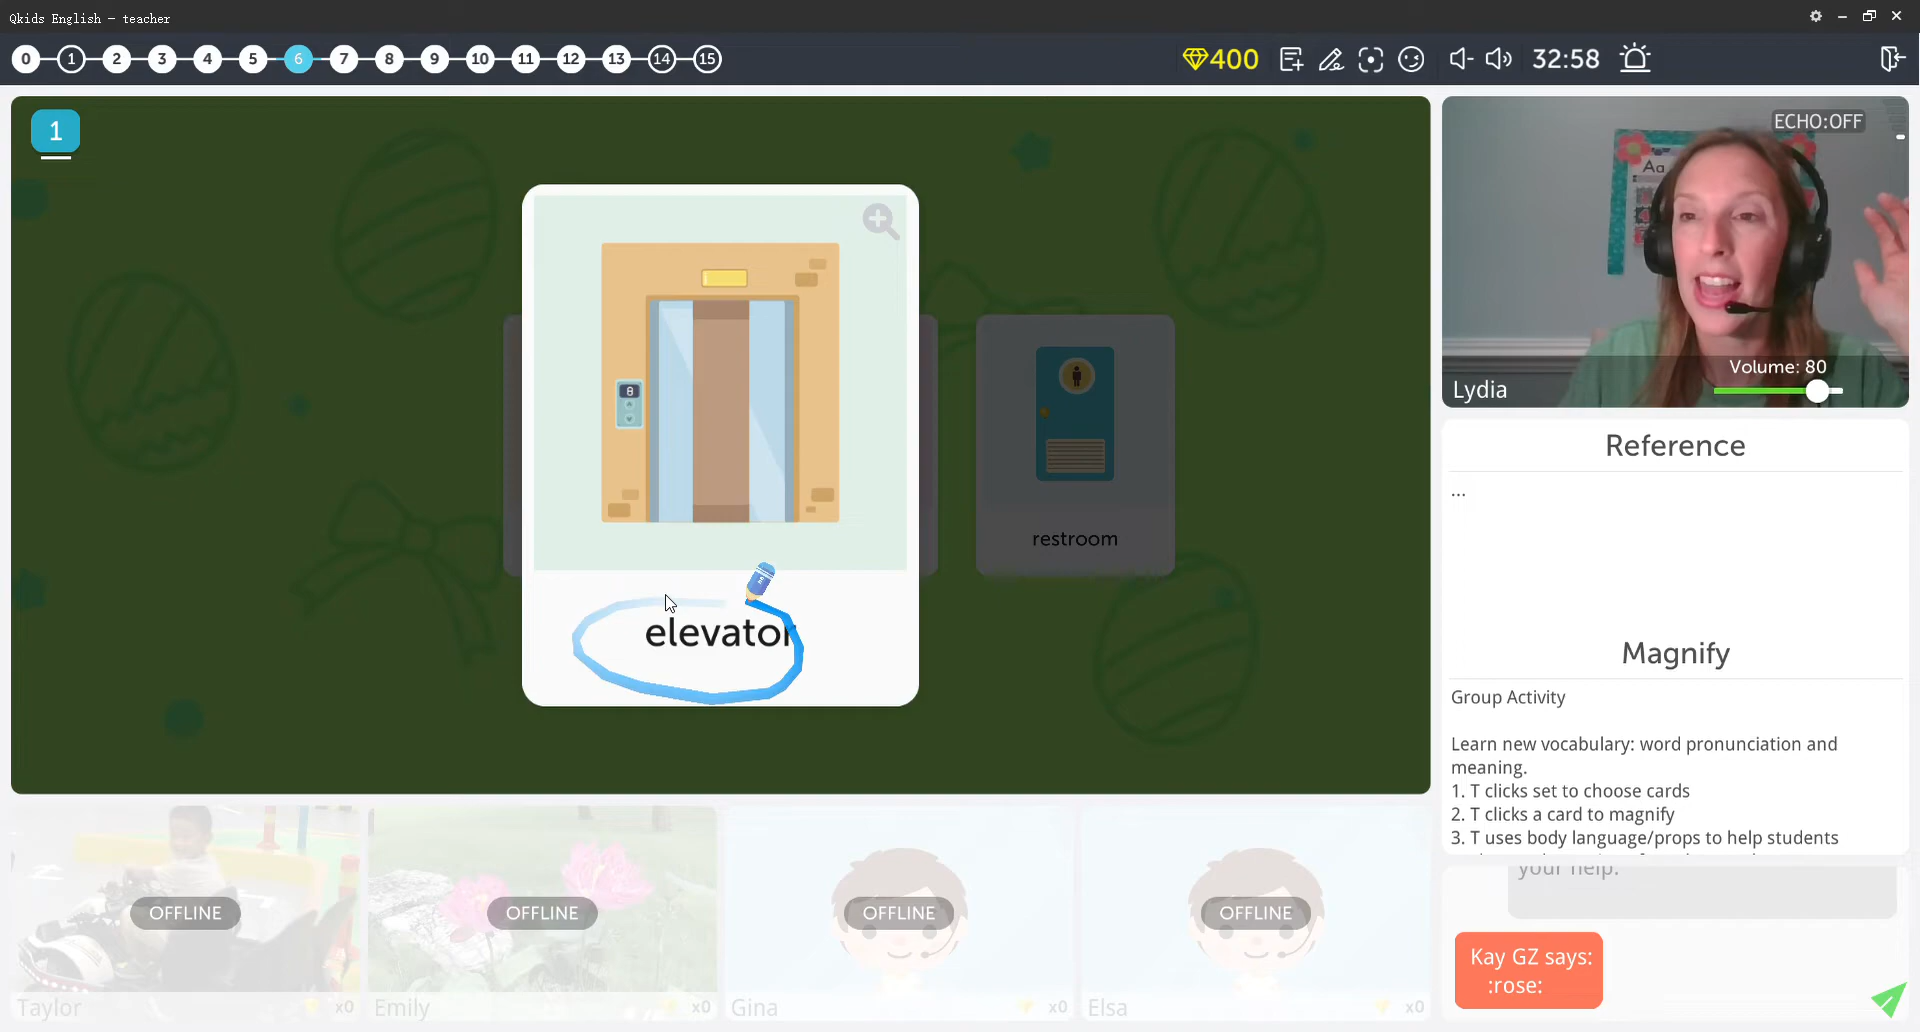 Qkids English - teacher
0 1 2 3 4 5 6 7 8 9 10 11 12 13 14 15
400
32:58
1
8
elevator
restroom
Aa
ECHO:OFF
Volume: 80
Lydia
Reference
...
Magnify
Group Activity
Learn new vocabulary: word pronunciation and
meaning.
1. T clicks set to choose cards
2. T clicks a card to magnify
3. T uses body language/props to help students
your help.
Kay GZ says:
:rose:
OFFLINE
Taylor x0
OFFLINE
Emily x0
OFFLINE
Gina x0
OFFLINE
Elsa x0